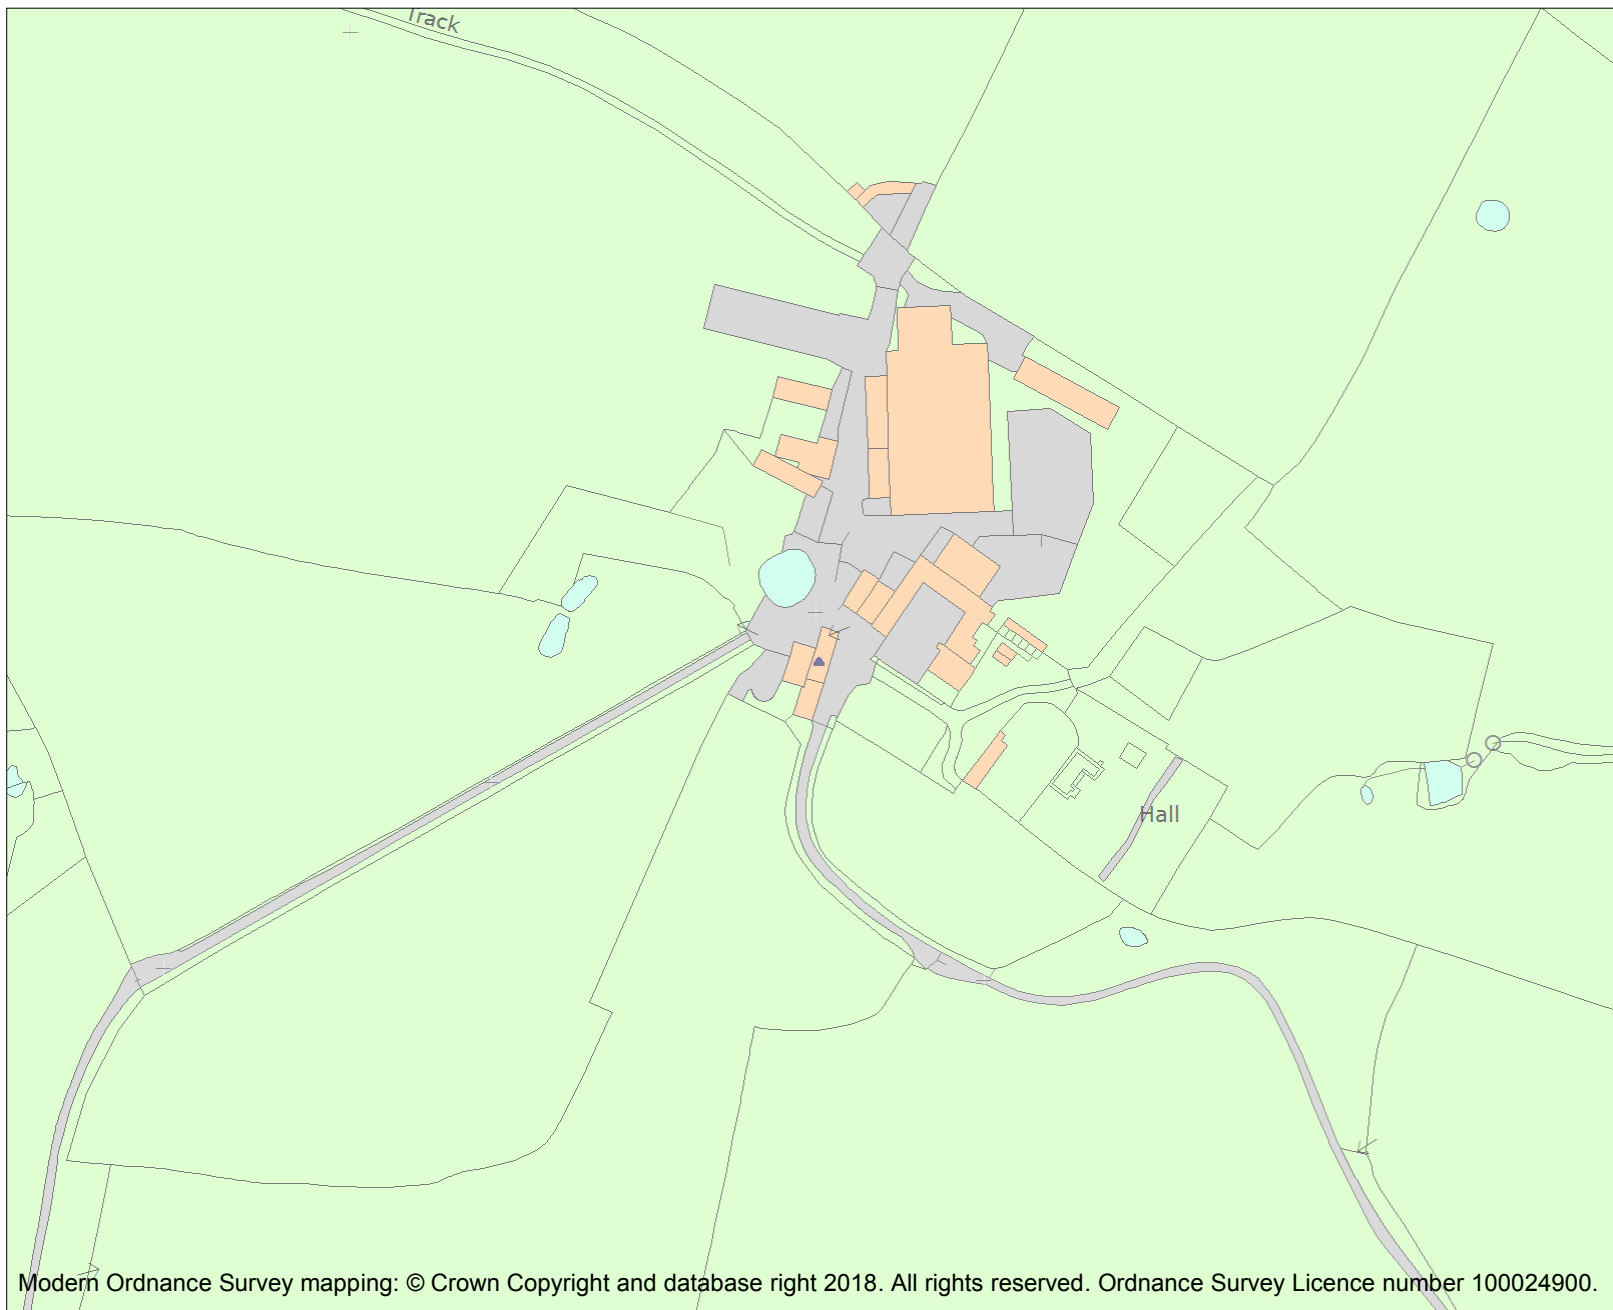 Track
Hall
Modern Ordnance Survey mapping: © Crown Copyright and database right 2018. All rights reserved. Ordnance Survey Licence number 100024900.